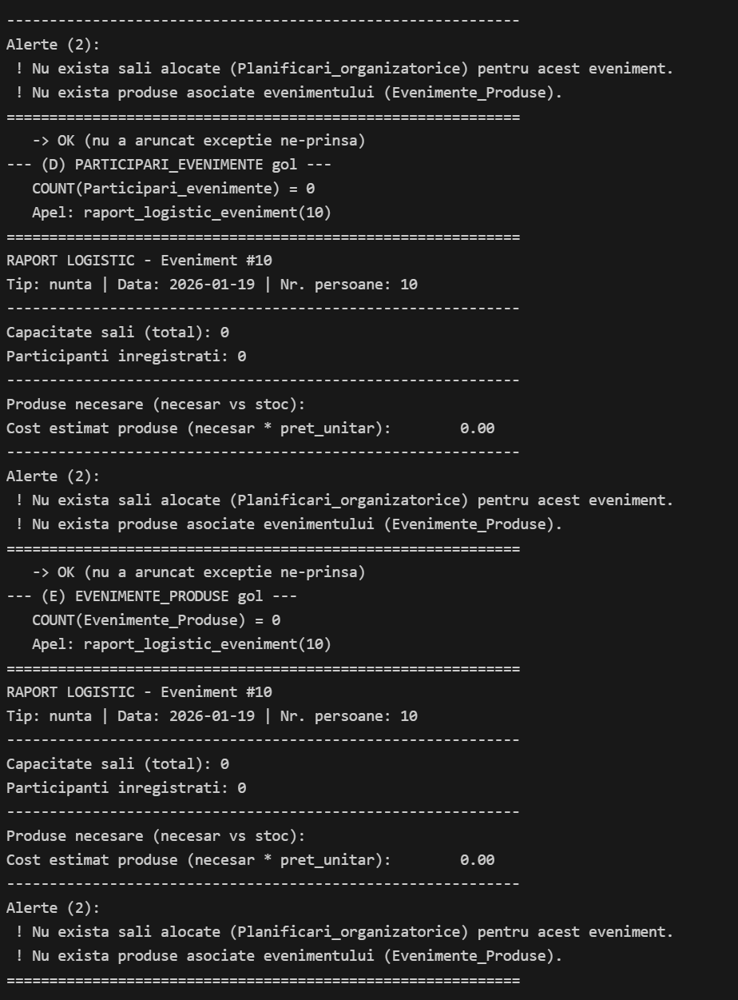 ------------------------------------------------------------
Alerte (2):
 ! Nu exista sali alocate (Planificari_organizatorice) pentru acest eveniment.
 ! Nu exista produse asociate evenimentului (Evenimente_Produse).
============================================================
   -> OK (nu a aruncat exceptie ne-prinsa)
--- (D) PARTICIPARI_EVENIMENTE gol ---
   COUNT(Participari_evenimente) = 0
   Apel: raport_logistic_eveniment(10)
============================================================
RAPORT LOGISTIC - Eveniment #10
Tip: nunta | Data: 2026-01-19 | Nr. persoane: 10
------------------------------------------------------------
Capacitate sali (total): 0
Participanti inregistrati: 0
------------------------------------------------------------
Produse necesare (necesar vs stoc):
Cost estimat produse (necesar * pret_unitar):        0.00
------------------------------------------------------------
Alerte (2):
 ! Nu exista sali alocate (Planificari_organizatorice) pentru acest eveniment.
 ! Nu exista produse asociate evenimentului (Evenimente_Produse).
============================================================
   -> OK (nu a aruncat exceptie ne-prinsa)
--- (E) EVENIMENTE_PRODUSE gol ---
   COUNT(Evenimente_Produse) = 0
   Apel: raport_logistic_eveniment(10)
============================================================
RAPORT LOGISTIC - Eveniment #10
Tip: nunta | Data: 2026-01-19 | Nr. persoane: 10
------------------------------------------------------------
Capacitate sali (total): 0
Participanti inregistrati: 0
------------------------------------------------------------
Produse necesare (necesar vs stoc):
Cost estimat produse (necesar * pret_unitar):        0.00
------------------------------------------------------------
Alerte (2):
 ! Nu exista sali alocate (Planificari_organizatorice) pentru acest eveniment.
 ! Nu exista produse asociate evenimentului (Evenimente_Produse).
============================================================